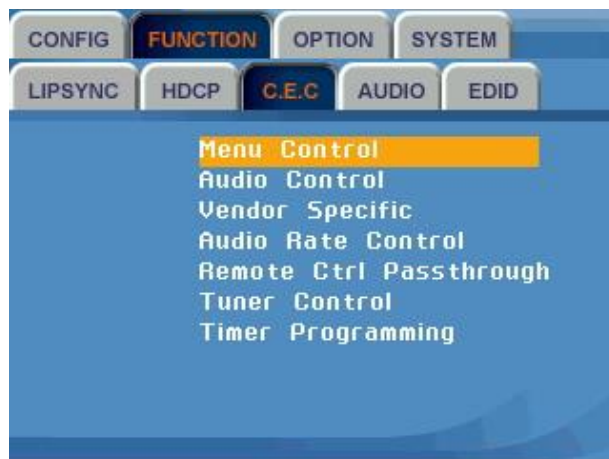 CONFIG FUNCTION OPTION SYSTEM
LIPSYNC HDCP C.E.C AUDIO EDID
Menu Control
Audio Control
Vendor Specific
Audio Rate Control
Remote Ctrl Passthrough
Tuner Control
Timer Programming